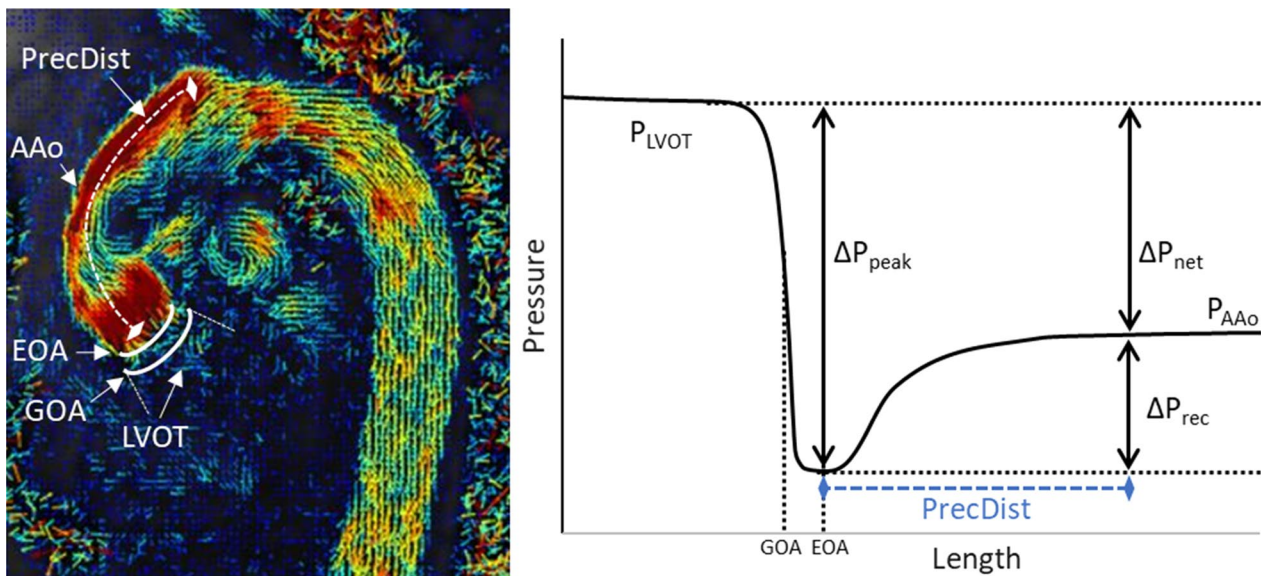 PrecDist
AAo
EOA
GOA
LVOT
Pressure
P_LVOT
ΔP_peak
ΔP_net
P_AAo
ΔP_rec
PrecDist
GOA EOA
Length